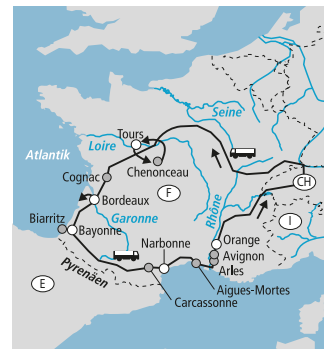 Seine
Tours
Loire
Atlantik
Chenonceau
Cognac
CH
F
Rhône
Bordeaux
Garonne
Biarritz
I
Bayonne
Orange
Narbonne
Avignon
Pyrenäen
Arles
E
Aigues-Mortes
Carcassonne